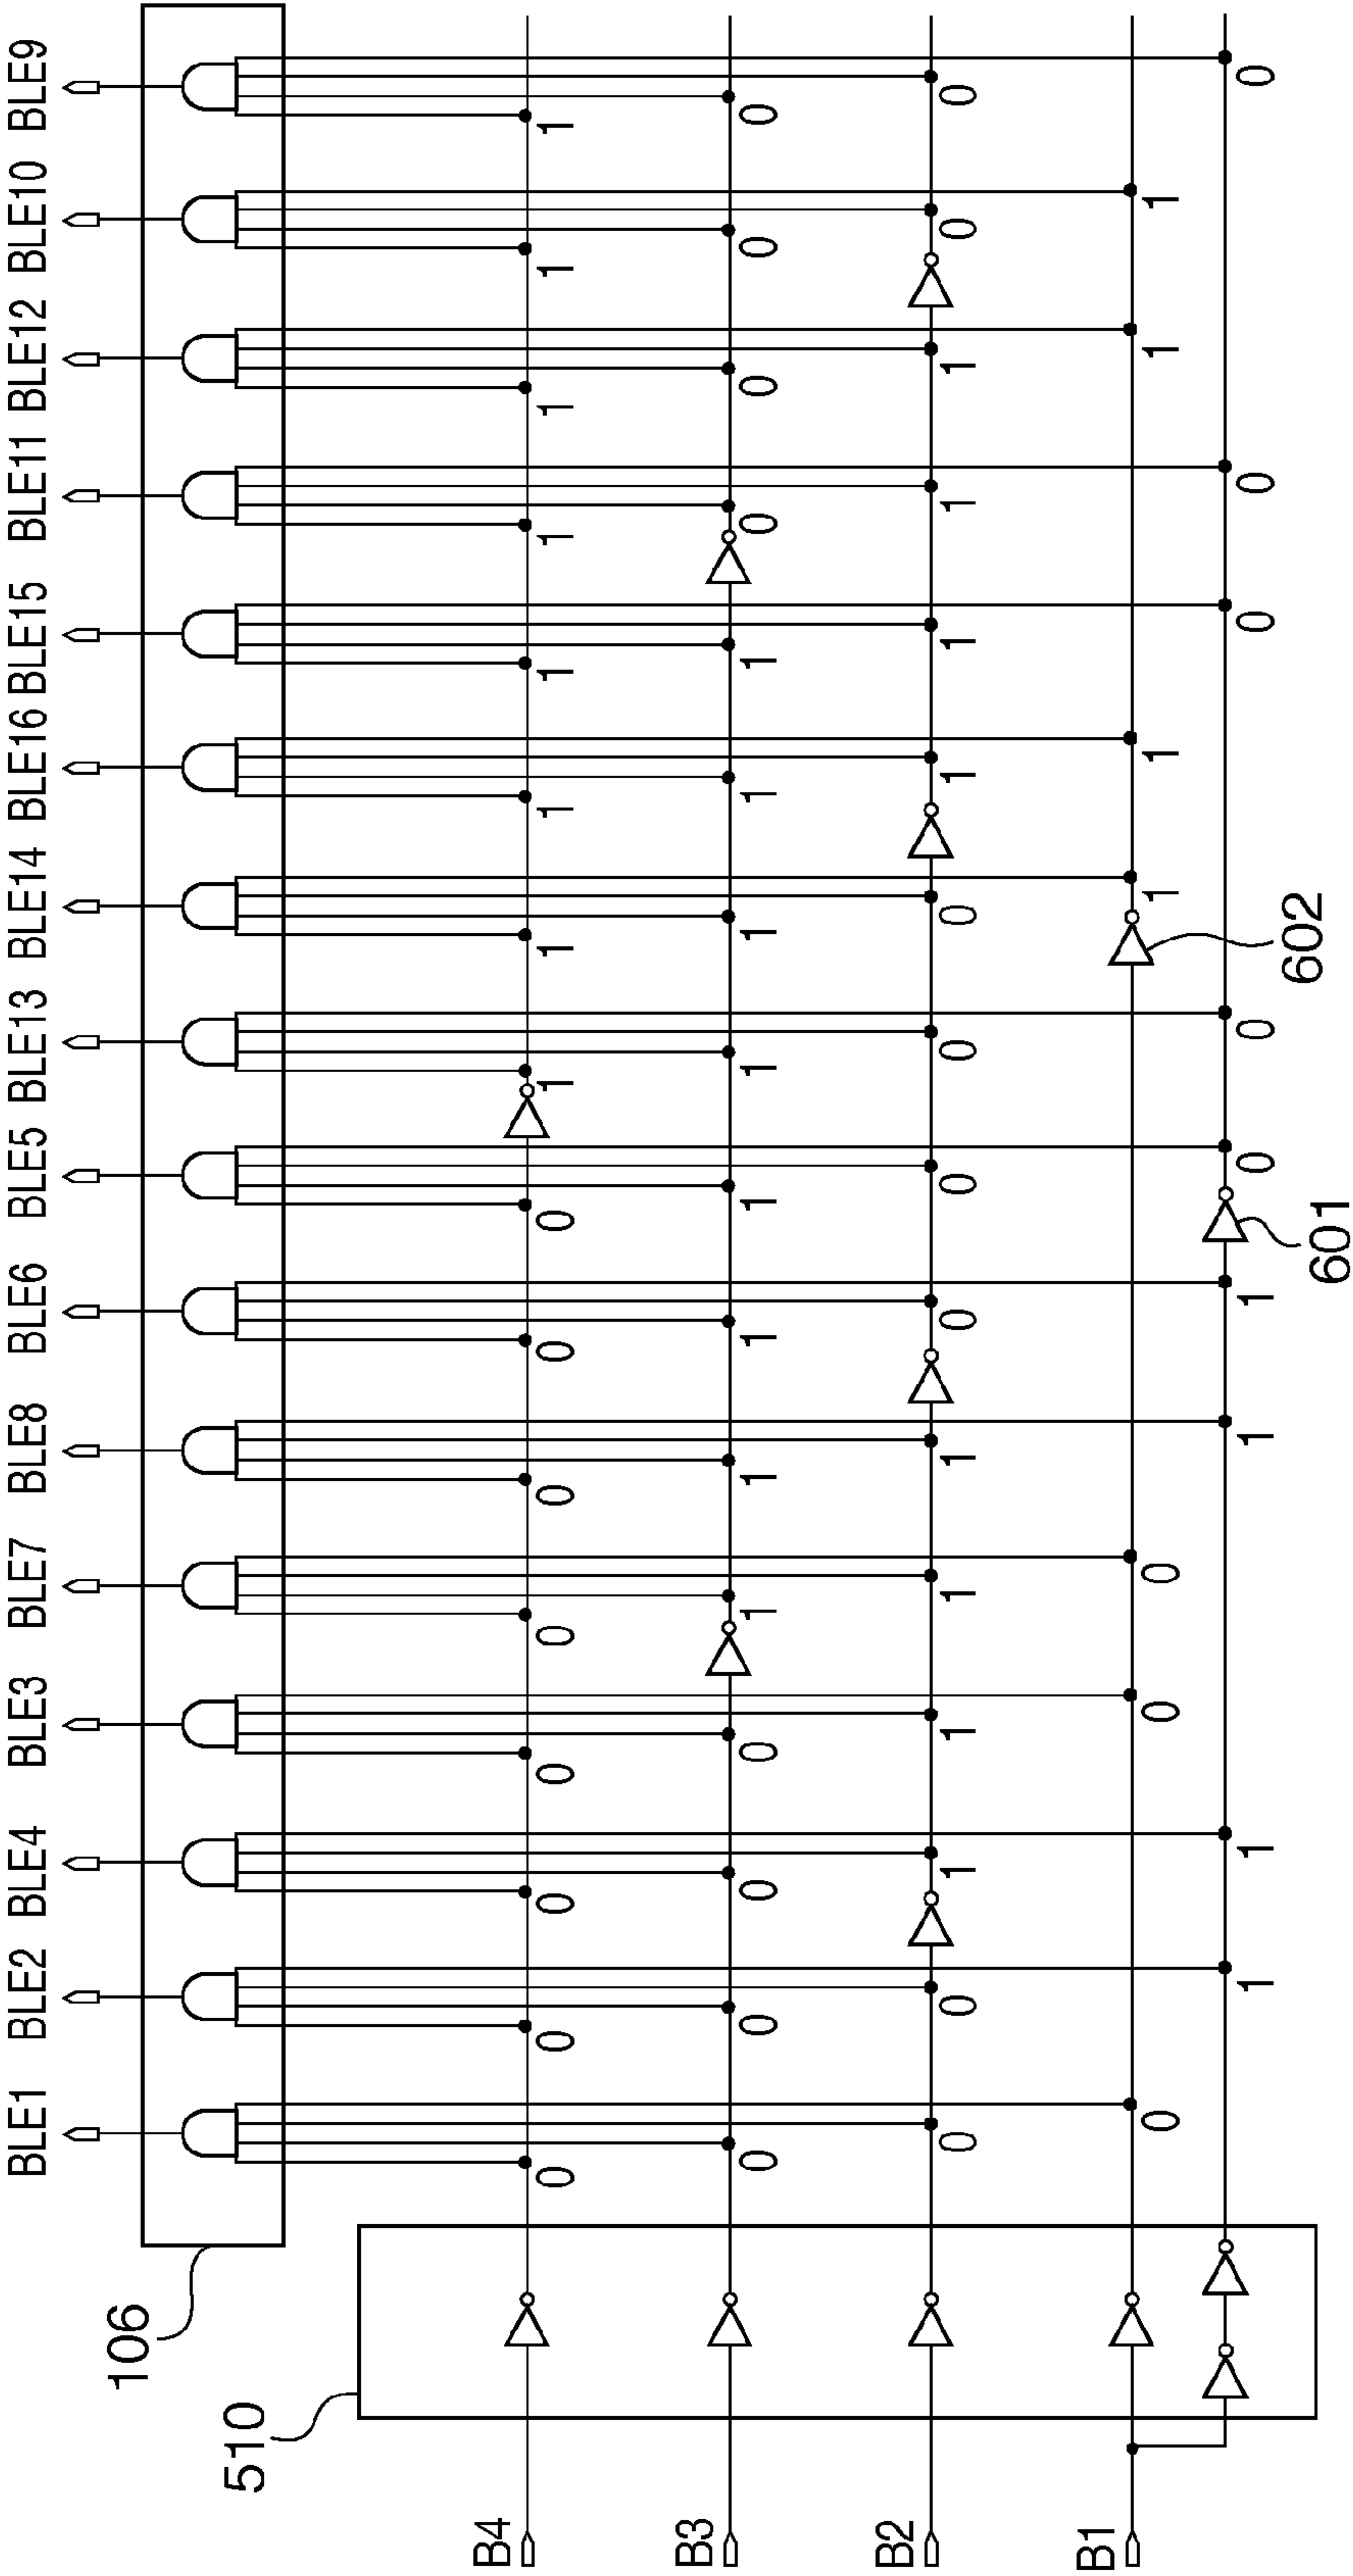 BLE1 BLE2 BLE4 BLE3 BLE7 BLE8 BLE6 BLE5 BLE13 BLE14 BLE16 BLE15 BLE11 BLE12 BLE10 BLE9
106
510
B4 0 0 0 0 0 0 0 0 1 1 1 1 1 1 1 1
B3 0 0 0 0 1 1 1 1 1 1 1 1 0 0 0 0
B2 0 0 1 1 1 1 0 0 0 0 1 1 1 1 0 0
B1 0 0 0 1 1 1 1
1 1 1 1 0 0 0 0 0
602
601